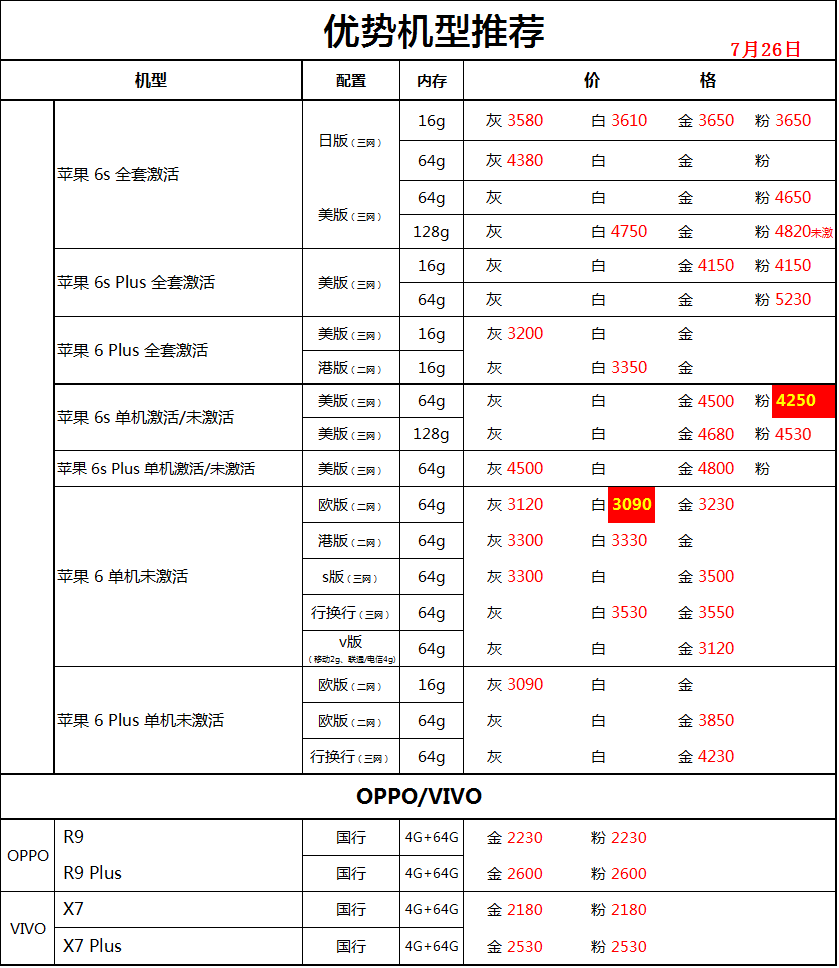 优势机型推荐
7月26日
机型 配置 内存 价 格
苹果 6s 全套激活
日版(三网) 16g 灰 3580 白 3610 金 3650 粉 3650
64g 灰 4380 白 金 粉
美版(三网) 64g 灰 白 金 粉 4650
128g 灰 白 4750 金 粉 4820未激
苹果 6s Plus 全套激活
美版(三网) 16g 灰 白 金 4150 粉 4150
64g 灰 白 金 粉 5230
苹果 6 Plus 全套激活
美版(三网) 16g 灰 3200 白 金
港版(二网) 16g 灰 白 3350 金
苹果 6s 单机激活/未激活
美版(三网) 64g 灰 白 金 4500 粉 4250
美版(三网) 128g 灰 白 金 4680 粉 4530
苹果 6s Plus 单机激活/未激活 美版(三网) 64g 灰 4500 白 金 4800 粉
苹果 6 单机未激活
欧版(二网) 64g 灰 3120 白 3090 金 3230
港版(二网) 64g 灰 3300 白 3330 金
s版(三网) 64g 灰 3300 白 金 3500
行换行(三网) 64g 灰 白 3530 金 3550
v版
(移动2g、联通/电信4g) 64g 灰 白 金 3120
苹果 6 Plus 单机未激活
欧版(二网) 16g 灰 3090 白 金
欧版(二网) 64g 灰 白 金 3850
行换行(三网) 64g 灰 白 金 4230
OPPO/VIVO
OPPO
R9 国行 4G+64G 金 2230 粉 2230
R9 Plus 国行 4G+64G 金 2600 粉 2600
VIVO
X7 国行 4G+64G 金 2180 粉 2180
X7 Plus 国行 4G+64G 金 2530 粉 2530